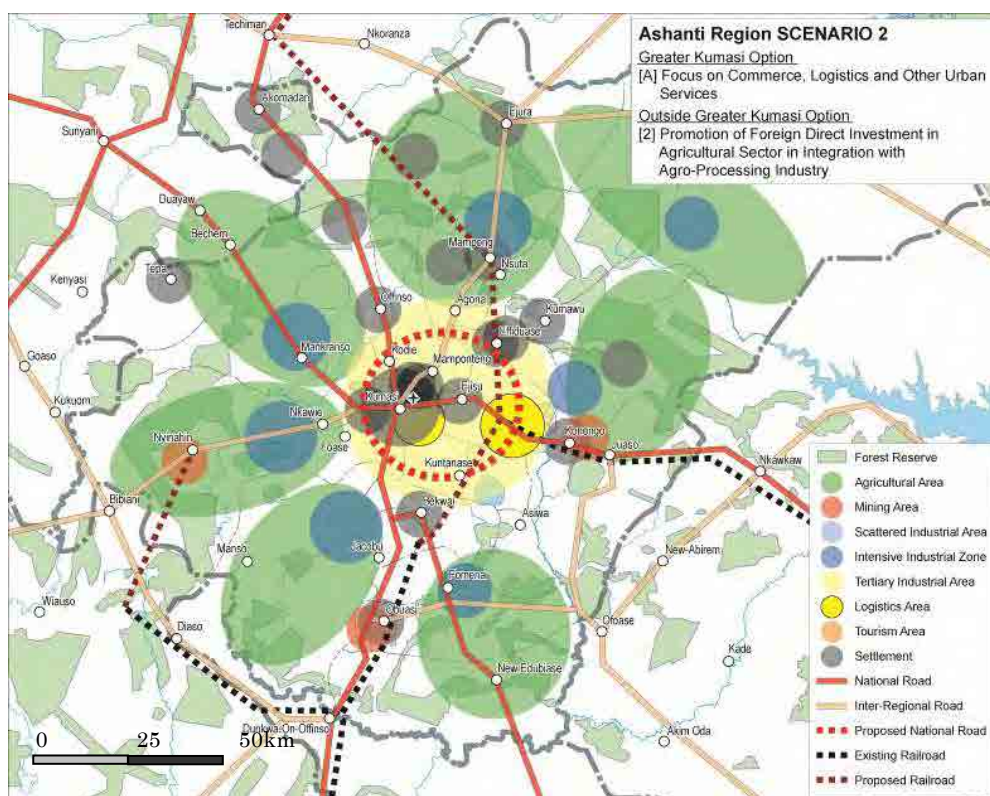 Ashanti Region SCENARIO 2
Greater Kumasi Option
[A] Focus on Commerce, Logistics and Other Urban
Services
Outside Greater Kumasi Option
[2] Promotion of Foreign Direct Investment in
Agricultural Sector in Integration with
Agro-Processing Industry
Techiman
Nkoranza
Akomadan
Ejura
Sunyani
Duayaw
Bechem
Mampong
Nsuta
Tepa
Kenyasi
Offinso
Agona
Kumawu
Effiduase
Goaso
Mankranso
Kodie
Mamponteng
Kukuom
Kumasi
Ejisu
Nkawie
Foase
Konongo
Juaso
Nyinahin
Kuntanase
Nkawkaw
Bibiani
Bekwai
Asiwa
Manso
Jacobu
New-Abirem
Fomena
Wiauso
Obuasi
Diaso
Ofoase
Kade
New Edubiase
Dunkwa-On-Offinso
Akim Oda
Forest Reserve
Agricultural Area
Mining Area
Scattered Industrial Area
Intensive Industrial Zone
Tertiary Industrial Area
Logistics Area
Tourism Area
Settlement
National Road
Inter-Regional Road
Proposed National Road
Existing Railroad
Proposed Railroad
0 25 50km